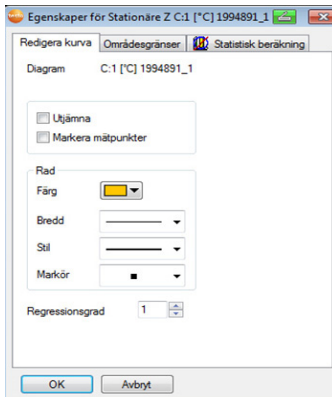 Egenskaper för Stationäre Z C:1 [°C] 1994891_1
Redigera kurva Områdesgränser Statistisk beräkning
Diagram C:1 [°C] 1994891_1
Utjämna
Markera mätpunkter
Rad
Färg
Bredd
Stil
Markör
Regressionsgrad 1
OK Avbryt